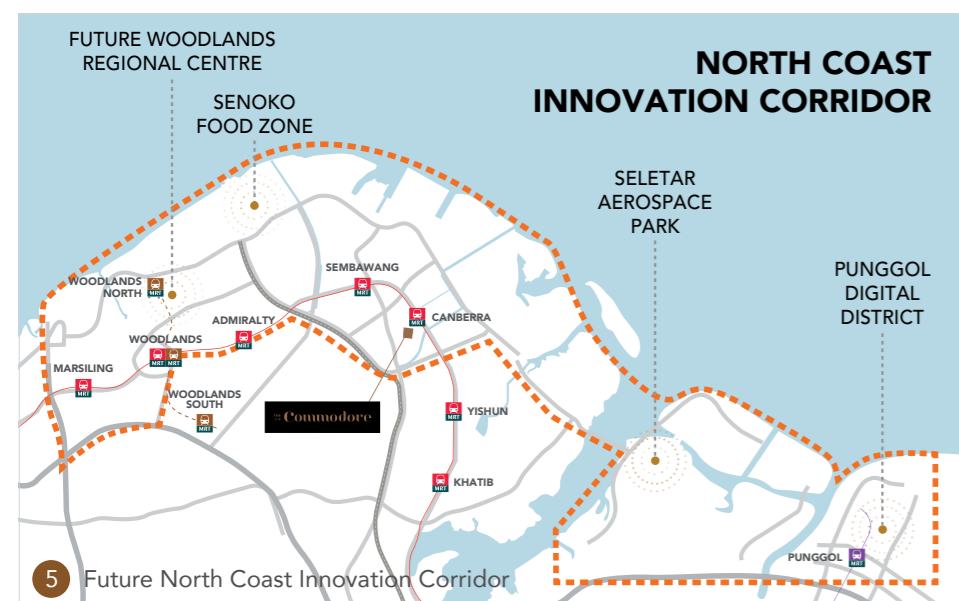 FUTURE WOODLANDS
REGIONAL CENTRE
SENOKO
FOOD ZONE
NORTH COAST
INNOVATION CORRIDOR
SELETAR
AEROSPACE
PARK
PUNGGOL
DIGITAL
DISTRICT
SEMBAWANG
MRT
WOODLANDS
NORTH
MRT
CANBERRA
MRT
ADMIRALTY
MRT
WOODLANDS
MRT
MRT
MARSILING
MRT
WOODLANDS
SOUTH
MRT
Commodore
YISHUN
MRT
KHATIB
MRT
PUNGGOL
MRT
5 Future North Coast Innovation Corridor